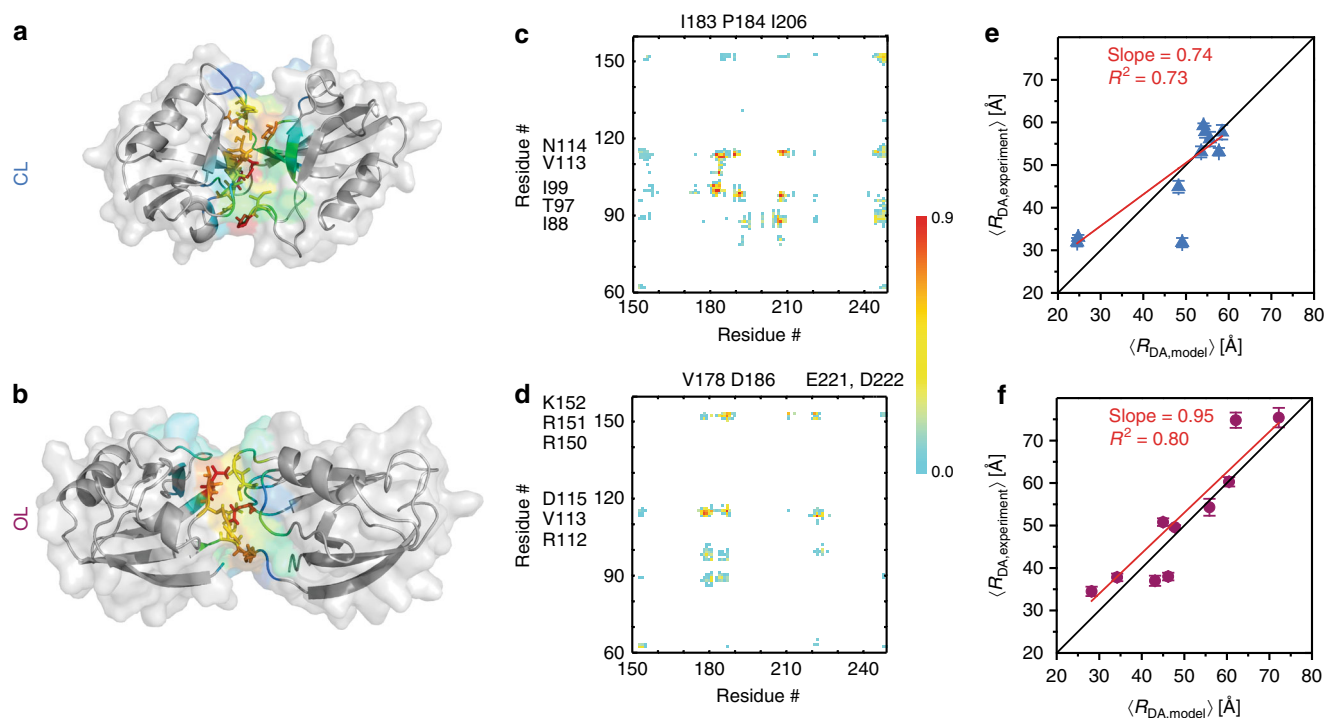 a
CL
b
OL
c
I183 P184 I206
150
120
90
60
N114
V113
I99
T97
I88
Residue #
150
180
210
240
Residue #
0.9
0.0
d
V178 D186
E221, D222
K152
R151
R150
D115
V113
R112
150
120
90
60
Residue #
150
180
210
240
Residue #
e
Slope = 0.74
R² = 0.73
70
60
50
40
30
20
⟨R_DA,experiment⟩ [Å]
20 30 40 50 60 70 80
⟨R_DA,model⟩ [Å]
f
Slope = 0.95
R² = 0.80
70
60
50
40
30
20
⟨R_DA,experiment⟩ [Å]
20 30 40 50 60 70 80
⟨R_DA,model⟩ [Å]